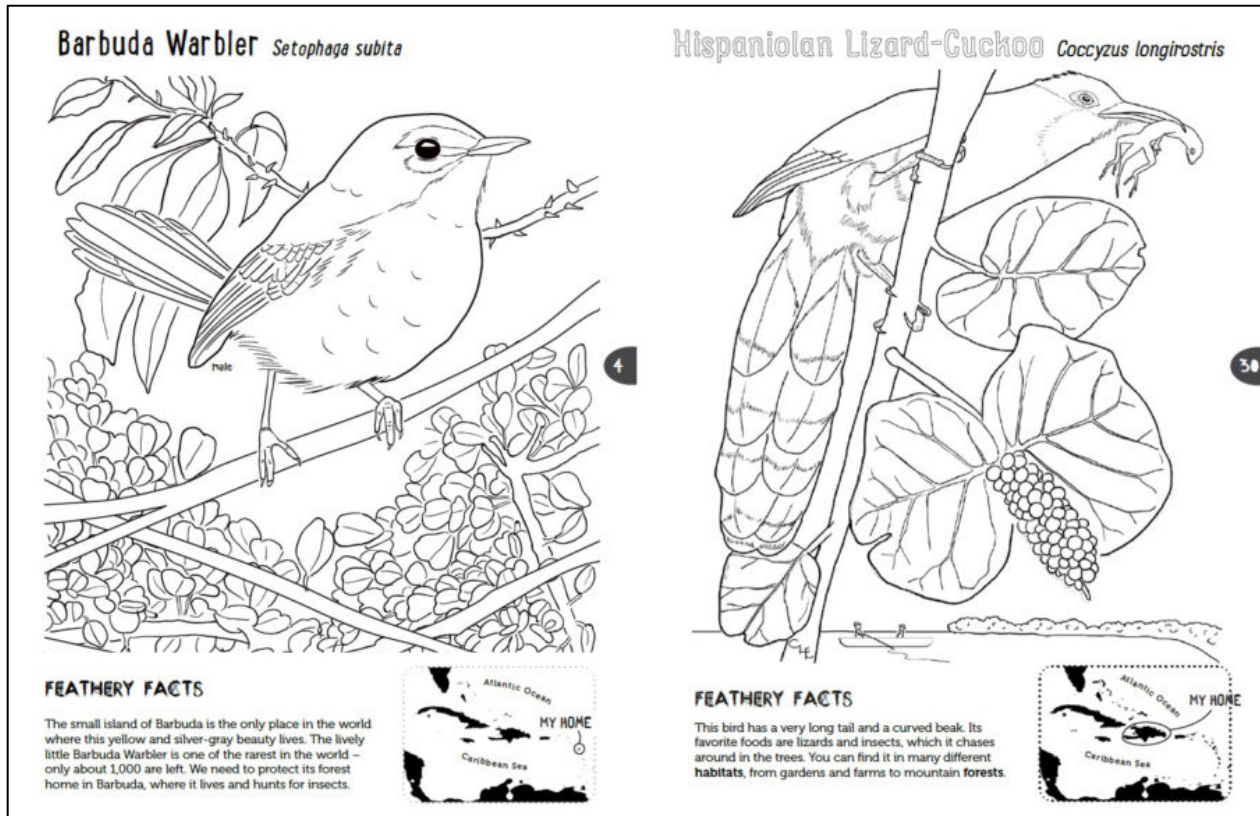 Barbuda Warbler Setophaga subita
male
4
FEATHERY FACTS
The small island of Barbuda is the only place in the world
where this yellow and silver-gray beauty lives. The lively
little Barbuda Warbler is one of the rarest in the world –
only about 1,000 are left. We need to protect its forest
home in Barbuda, where it lives and hunts for insects.
Atlantic Ocean
MY HOME
Caribbean Sea
Hispaniolan Lizard-Cuckoo Coccyzus longirostris
30
CLEL
FEATHERY FACTS
This bird has a very long tail and a curved beak. Its
favorite foods are lizards and insects, which it chases
around in the trees. You can find it in many different
habitats, from gardens and farms to mountain forests.
Atlantic Ocean
MY HOME
Caribbean Sea